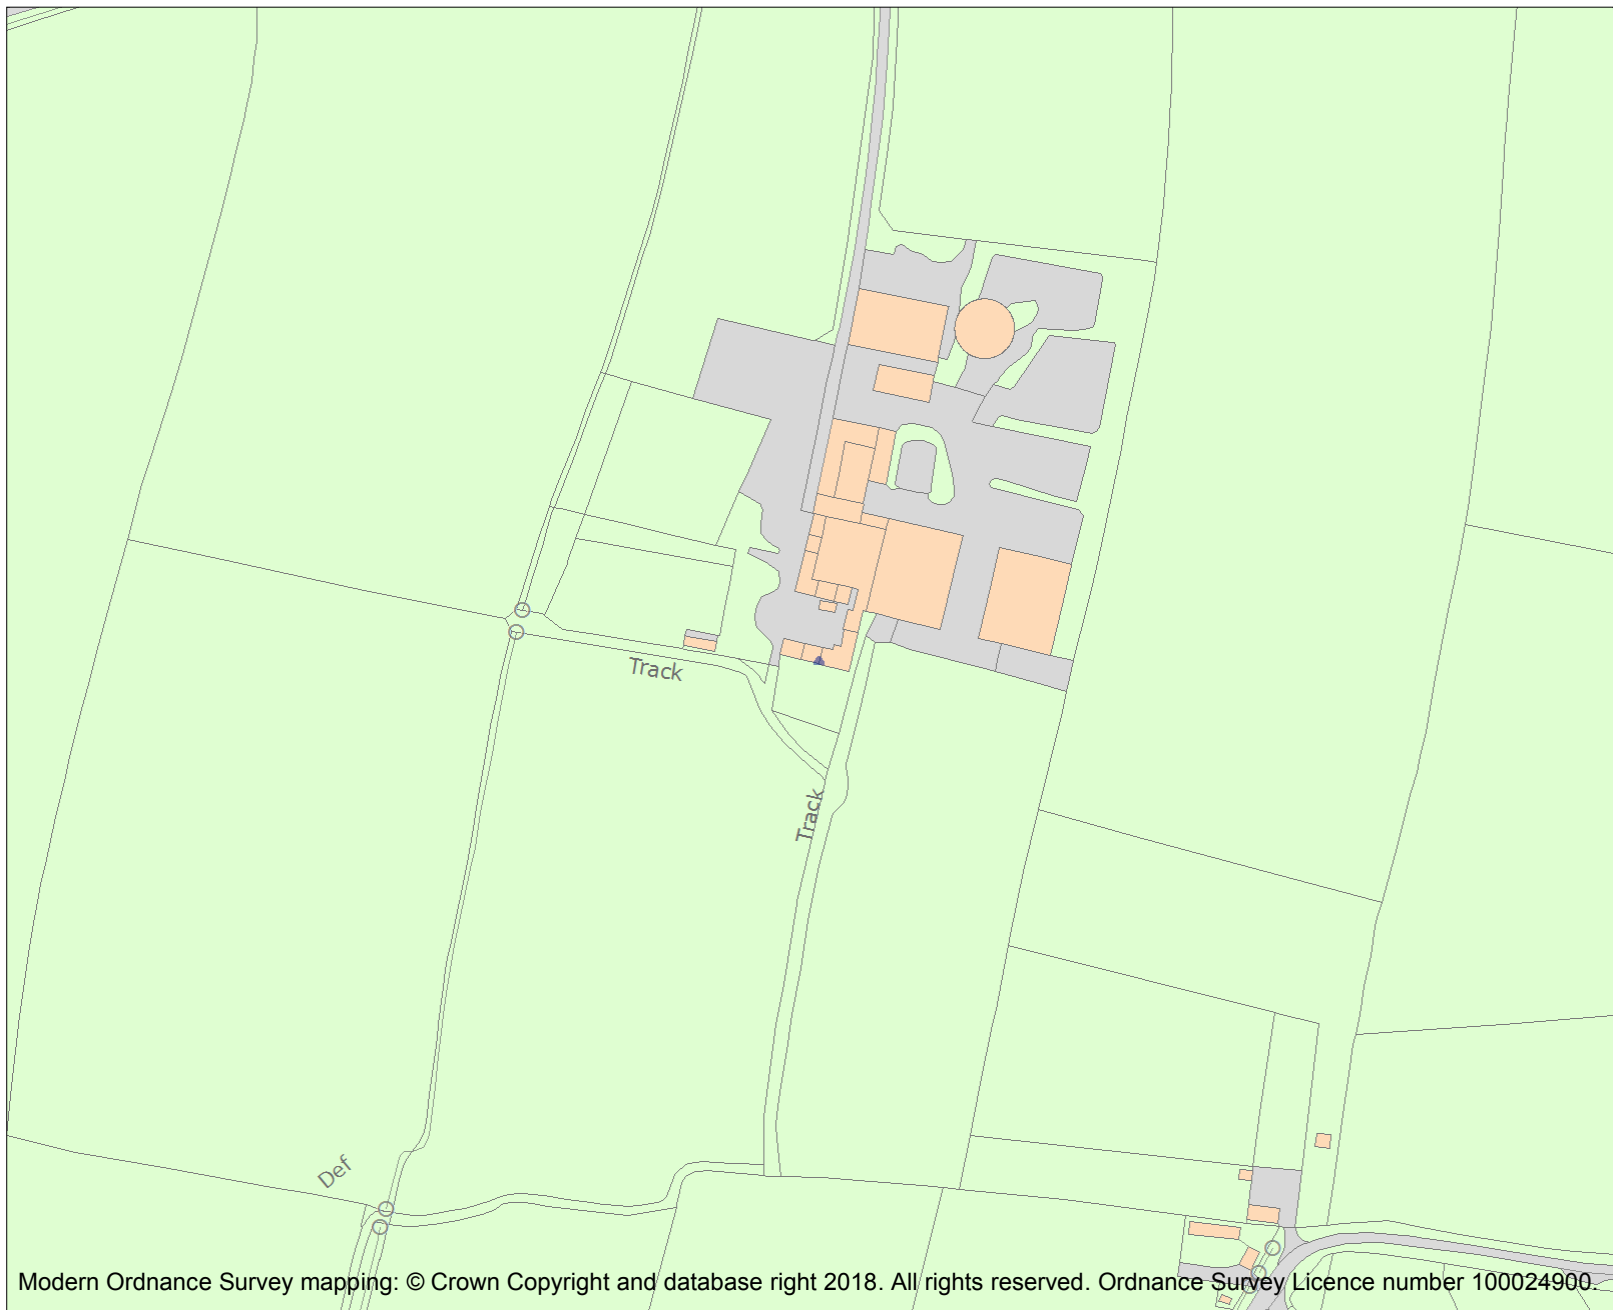 Track
Track
Def
Modern Ordnance Survey mapping: © Crown Copyright and database right 2018. All rights reserved. Ordnance Survey Licence number 100024900.